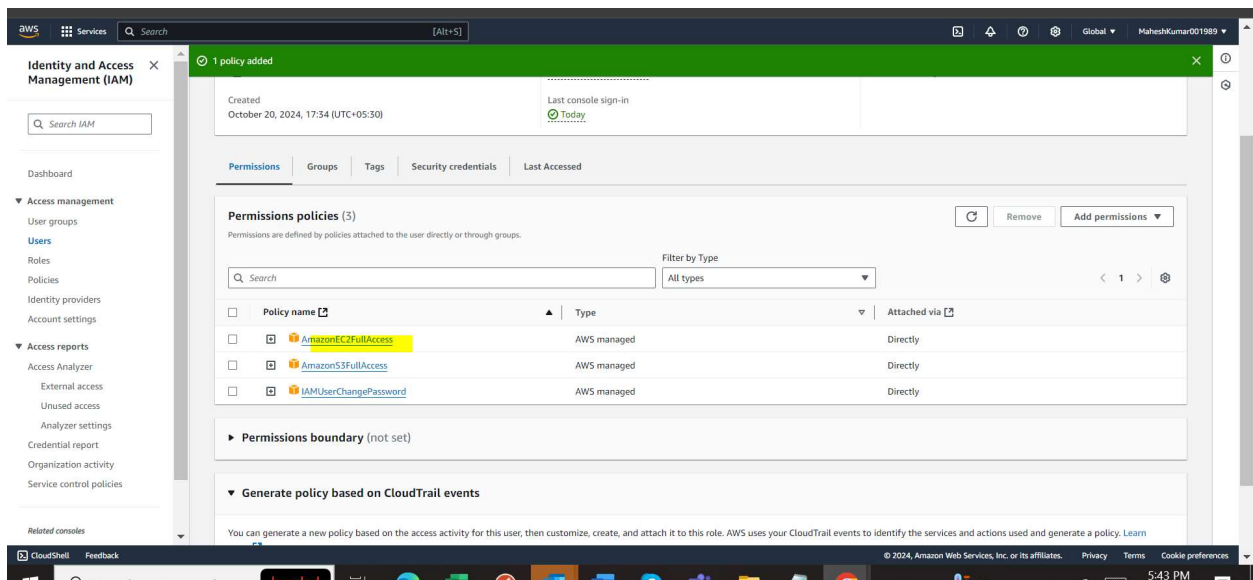 aws Services Search [Alt+S] Global ▼ MaheshKumar001989 ▼
Identity and Access
Management (IAM)
Search IAM
Dashboard
Access management
User groups
Users
Roles
Policies
Identity providers
Account settings
Access reports
Access Analyzer
External access
Unused access
Analyzer settings
Credential report
Organization activity
Service control policies
Related consoles
1 policy added
Created
October 20, 2024, 17:34 (UTC+05:30)
Last console sign-in
Today
Permissions Groups Tags Security credentials Last Accessed
Permissions policies (3)
Remove Add permissions ▼
Permissions are defined by policies attached to the user directly or through groups.
Filter by Type
Search All types < 1 >
Policy name Type Attached via
AmazonEC2FullAccess AWS managed Directly
AmazonS3FullAccess AWS managed Directly
IAMUserChangePassword AWS managed Directly
Permissions boundary (not set)
Generate policy based on CloudTrail events
You can generate a new policy based on the access activity for this user, then customize, create, and attach it to this role. AWS uses your CloudTrail events to identify the services and actions used and generate a policy. Learn
CloudShell Feedback © 2024, Amazon Web Services, Inc. or its affiliates. Privacy Terms Cookie preferences
5:43 PM